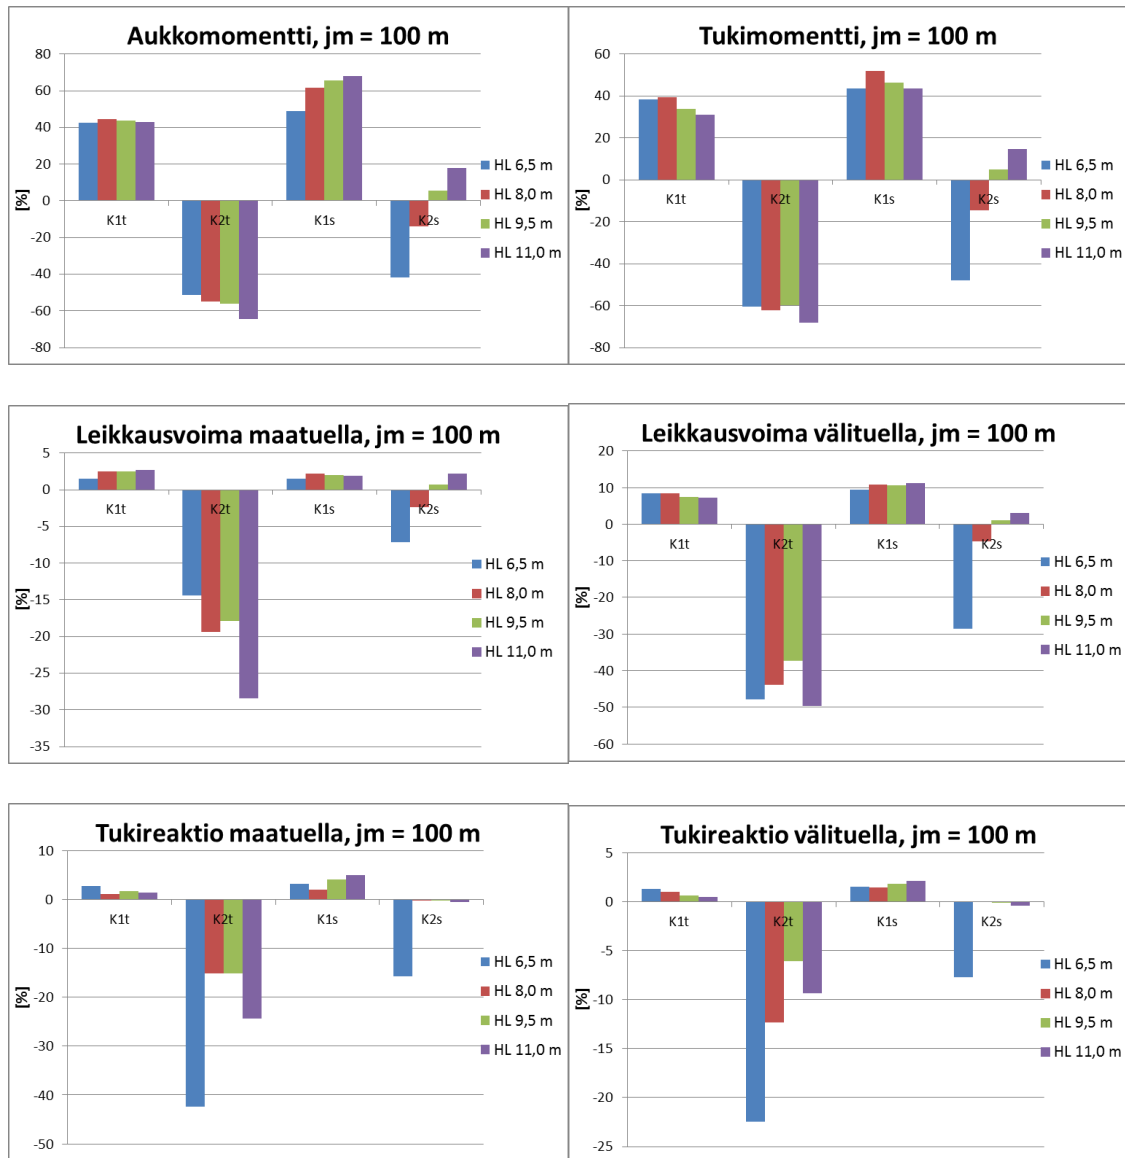 Aukkomomentti, jm = 100 m
80
60
40
20
0
-20
-40
-60
-80
[%]
K1t
K2t
K1s
K2s
HL 6,5 m
HL 8,0 m
HL 9,5 m
HL 11,0 m
Tukimomentti, jm = 100 m
60
40
20
0
-20
-40
-60
-80
[%]
K1t
K2t
K1s
K2s
HL 6,5 m
HL 8,0 m
HL 9,5 m
HL 11,0 m
Leikkausvoima maatuella, jm = 100 m
5
0
-5
-10
-15
-20
-25
-30
-35
[%]
K1t
K2t
K1s
K2s
HL 6,5 m
HL 8,0 m
HL 9,5 m
HL 11,0 m
Leikkausvoima välituella, jm = 100 m
20
10
0
-10
-20
-30
-40
-50
-60
[%]
K1t
K2t
K1s
K2s
HL 6,5 m
HL 8,0 m
HL 9,5 m
HL 11,0 m
Tukireaktio maatuella, jm = 100 m
10
0
-10
-20
-30
-40
-50
[%]
K1t
K2t
K1s
K2s
HL 6,5 m
HL 8,0 m
HL 9,5 m
HL 11,0 m
Tukireaktio välituella, jm = 100 m
5
0
-5
-10
-15
-20
-25
[%]
K1t
K2t
K1s
K2s
HL 6,5 m
HL 8,0 m
HL 9,5 m
HL 11,0 m